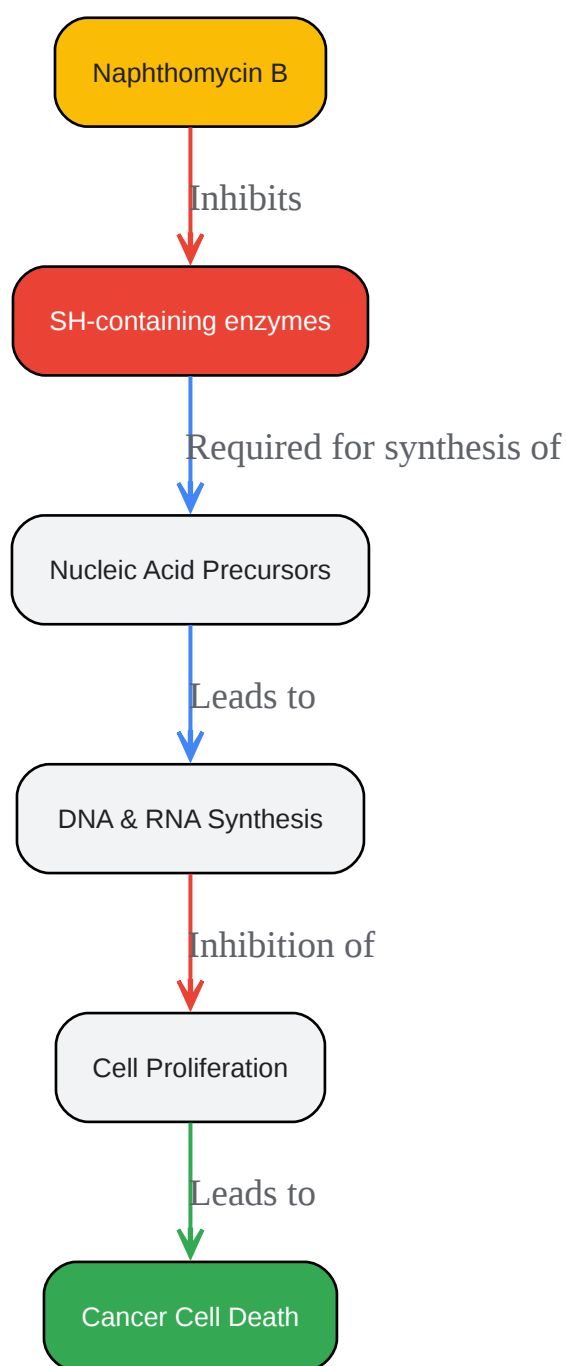 Naphthomycin B
Inhibits
SH-containing enzymes
Required for synthesis of
Nucleic Acid Precursors
Leads to
DNA & RNA Synthesis
Inhibition of
Cell Proliferation
Leads to
Cancer Cell Death